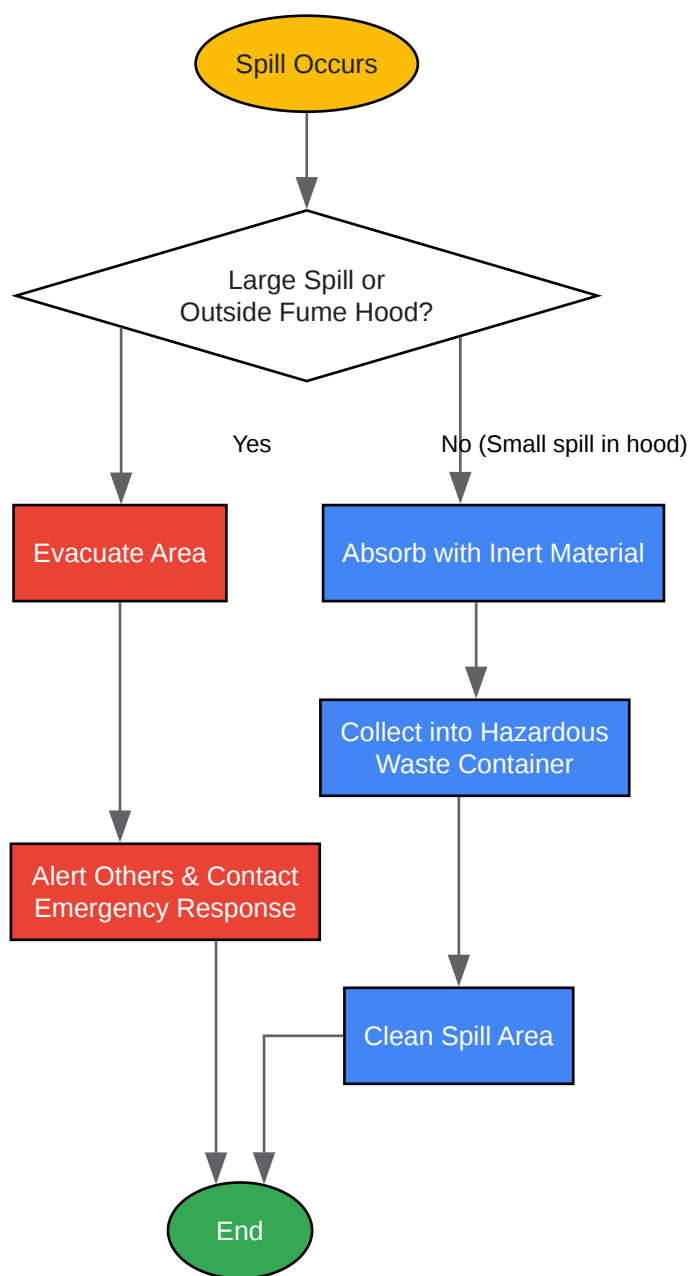 Spill Occurs
Large Spill or
Outside Fume Hood?
Yes
No (Small spill in hood)
Evacuate Area
Absorb with Inert Material
Collect into Hazardous
Waste Container
Alert Others & Contact
Emergency Response
Clean Spill Area
End